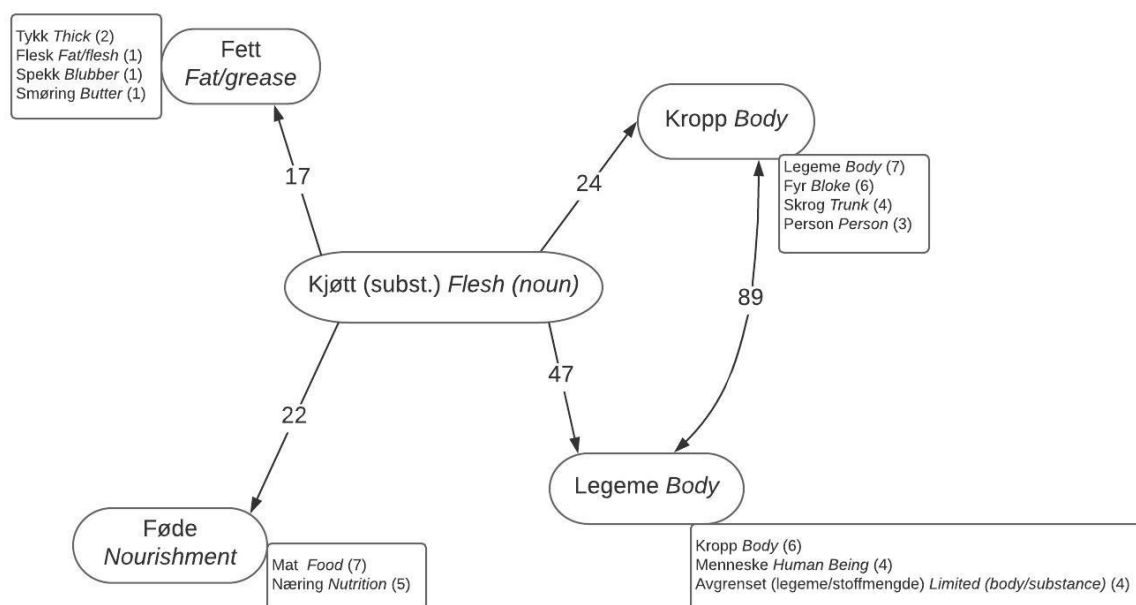 Tykk Thick (2)
Flesk Fat/flesh (1)
Spekk Blubber (1)
Smøring Butter (1)
Fett
Fat/grease
Kropp Body
Legeme Body (7)
Fyr Bloke (6)
Skrog Trunk (4)
Person Person (3)
17
24
Kjøtt (subst.) Flesh (noun)
89
47
22
Legeme Body
Kropp Body (6)
Menneske Human Being (4)
Avgrenset (legeme/stoffmengde) Limited (body/substance) (4)
Føde
Nourishment
Mat Food (7)
Næring Nutrition (5)